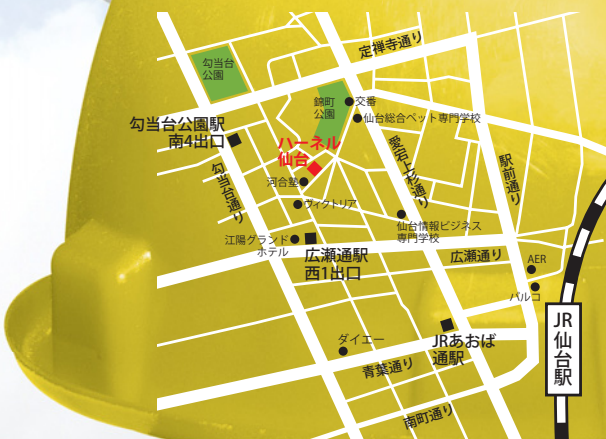 定禅寺通り
勾当台
公園
錦町
公園
交番
仙台総合ペット専門学校
勾当台公園駅
南4出口
ハーネル
仙台
愛宕上杉通り
駅前通り
河合塾
勾当台通り
ヴィクトリア
仙台情報ビジネス
専門学校
江陽グランド
ホテル
広瀬通駅
西1出口
広瀬通り
AER
パルコ
JR
仙台駅
ダイエー
JRあおば
通駅
青葉通り
南町通り